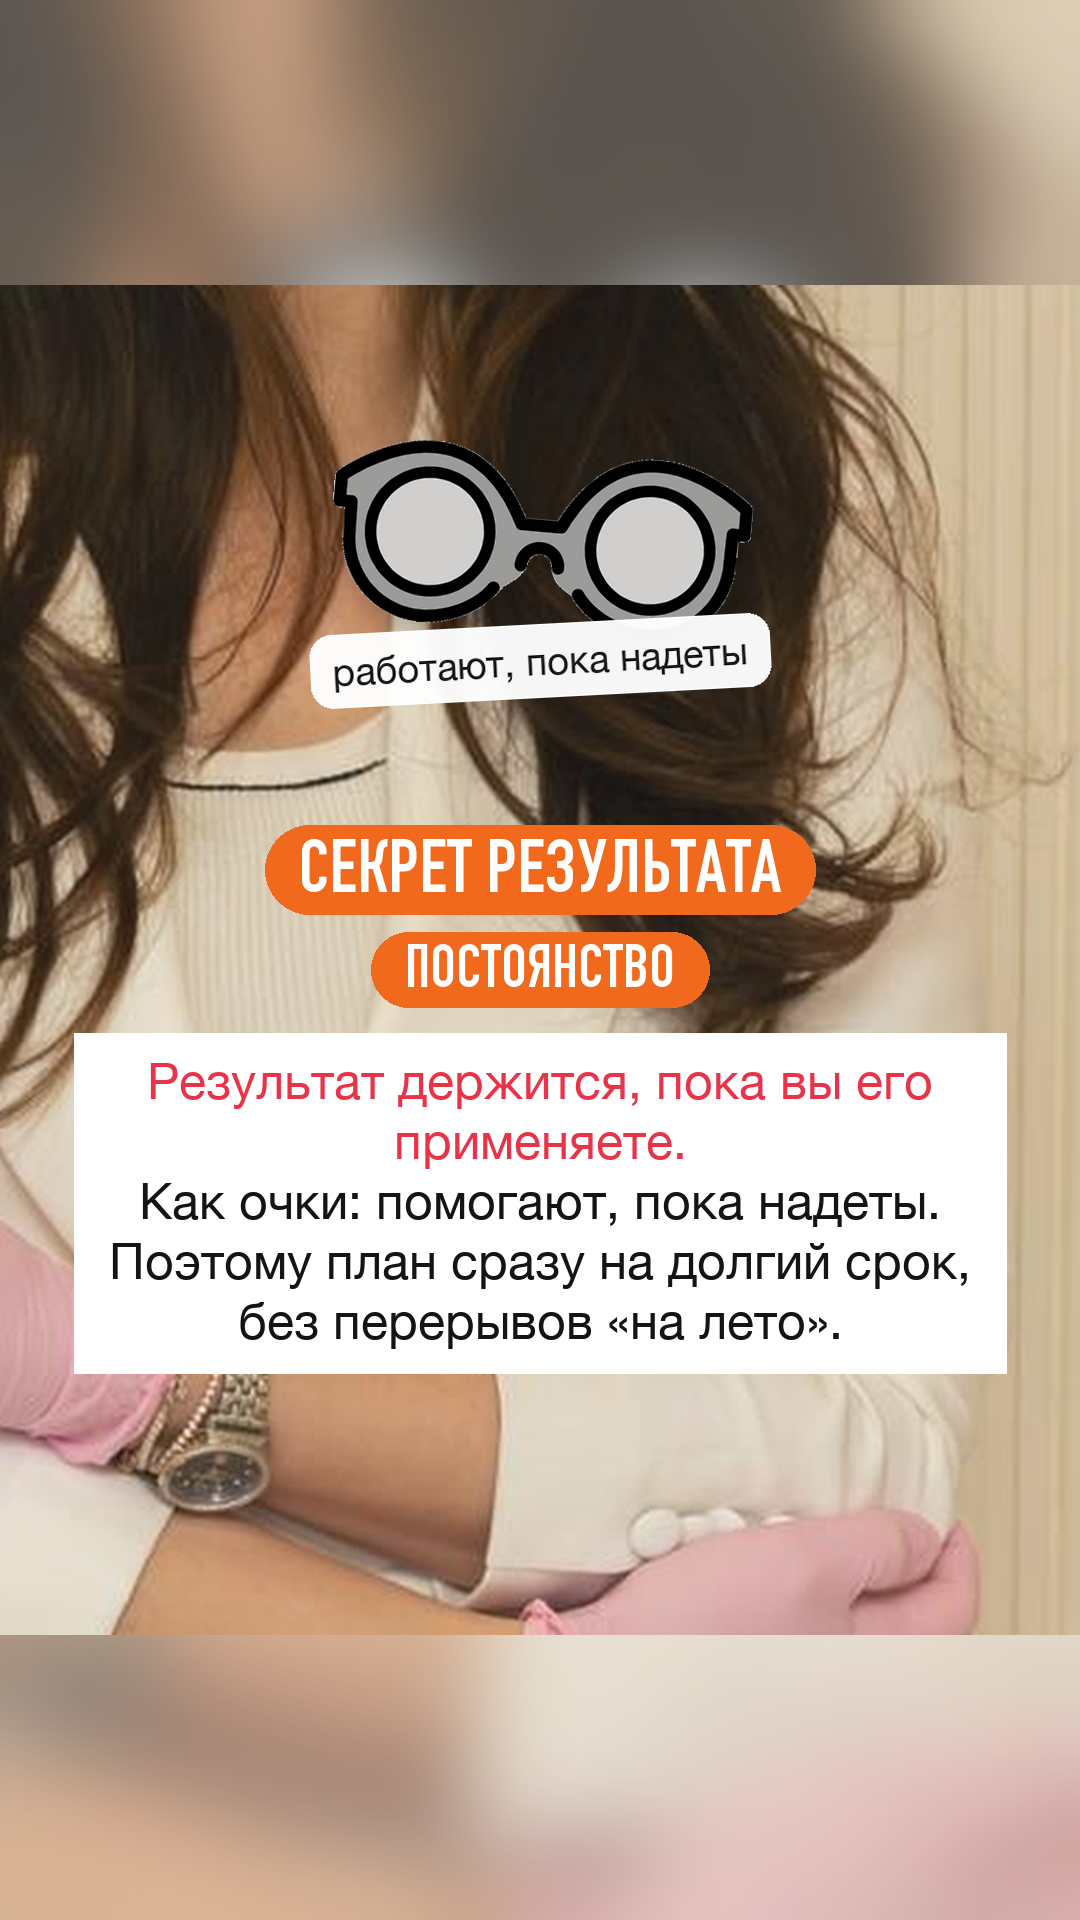 работают, пока надеты
СЕКРЕТ РЕЗУЛЬТАТА
ПОСТОЯНСТВО
Результат держится, пока вы его
применяете.
Как очки: помогают, пока надеты.
Поэтому план сразу на долгий срок,
без перерывов «на лето».